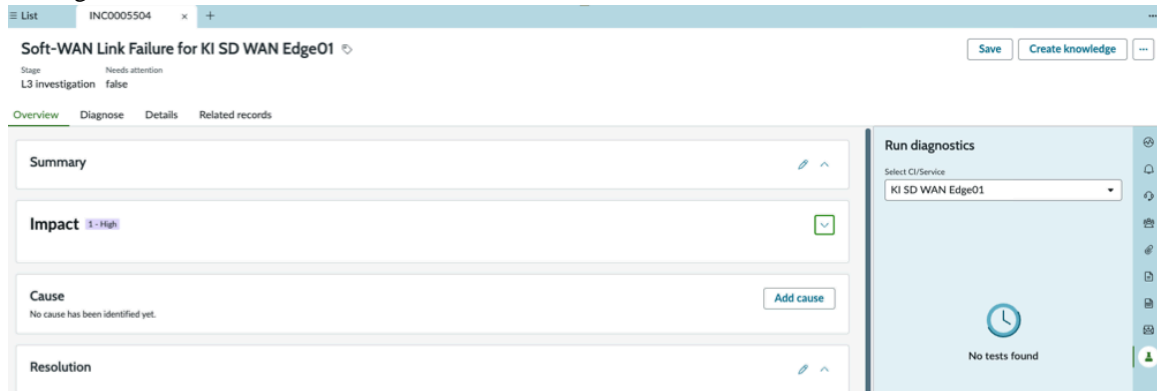 List INC0005504 × +
Soft-WAN Link Failure for KI SD WAN Edge01
Save Create knowledge ...
Stage Needs attention
L3 investigation false
Overview Diagnose Details Related records
Summary
Impact 1 - High
Cause
No cause has been identified yet.
Add cause
Resolution
Run diagnostics
Select CI/Service
KI SD WAN Edge01
No tests found